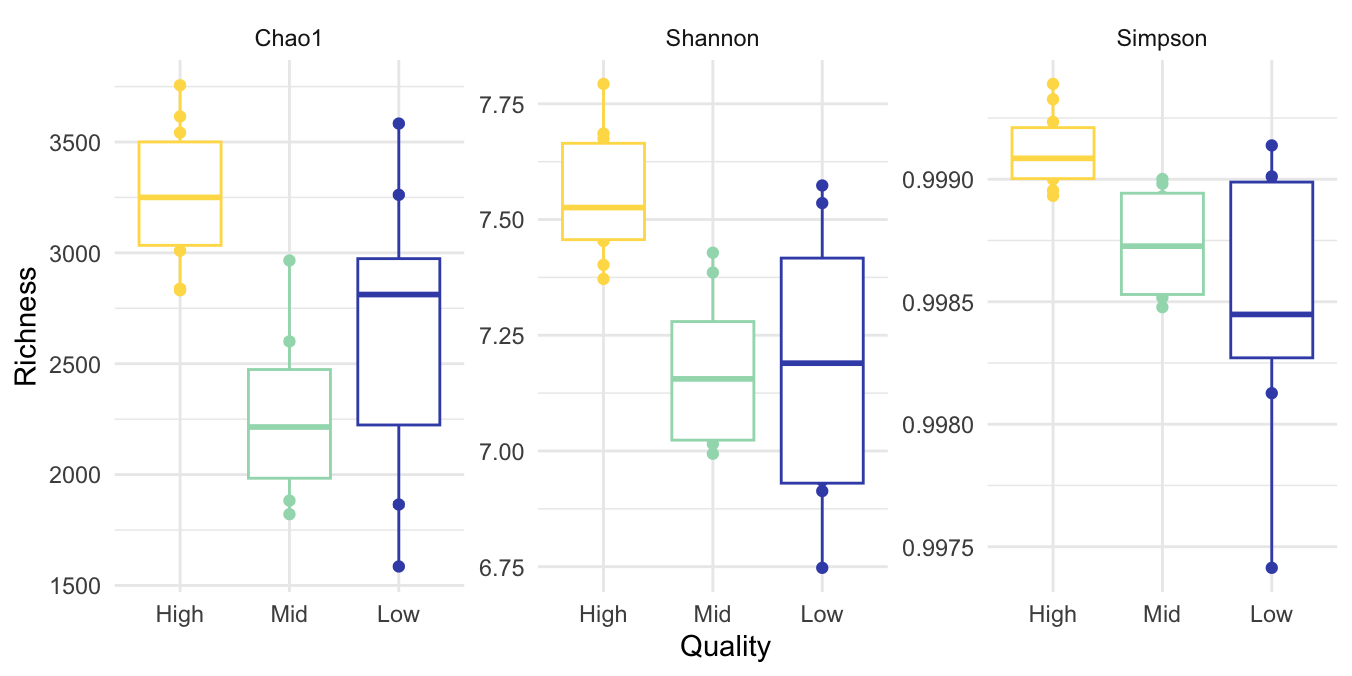 Chao1
Shannon
Simpson
Richness
3500
3000
2500
2000
1500
7.75
7.50
7.25
7.00
6.75
0.9990
0.9985
0.9980
0.9975
High Mid Low
High Mid Low
High Mid Low
Quality